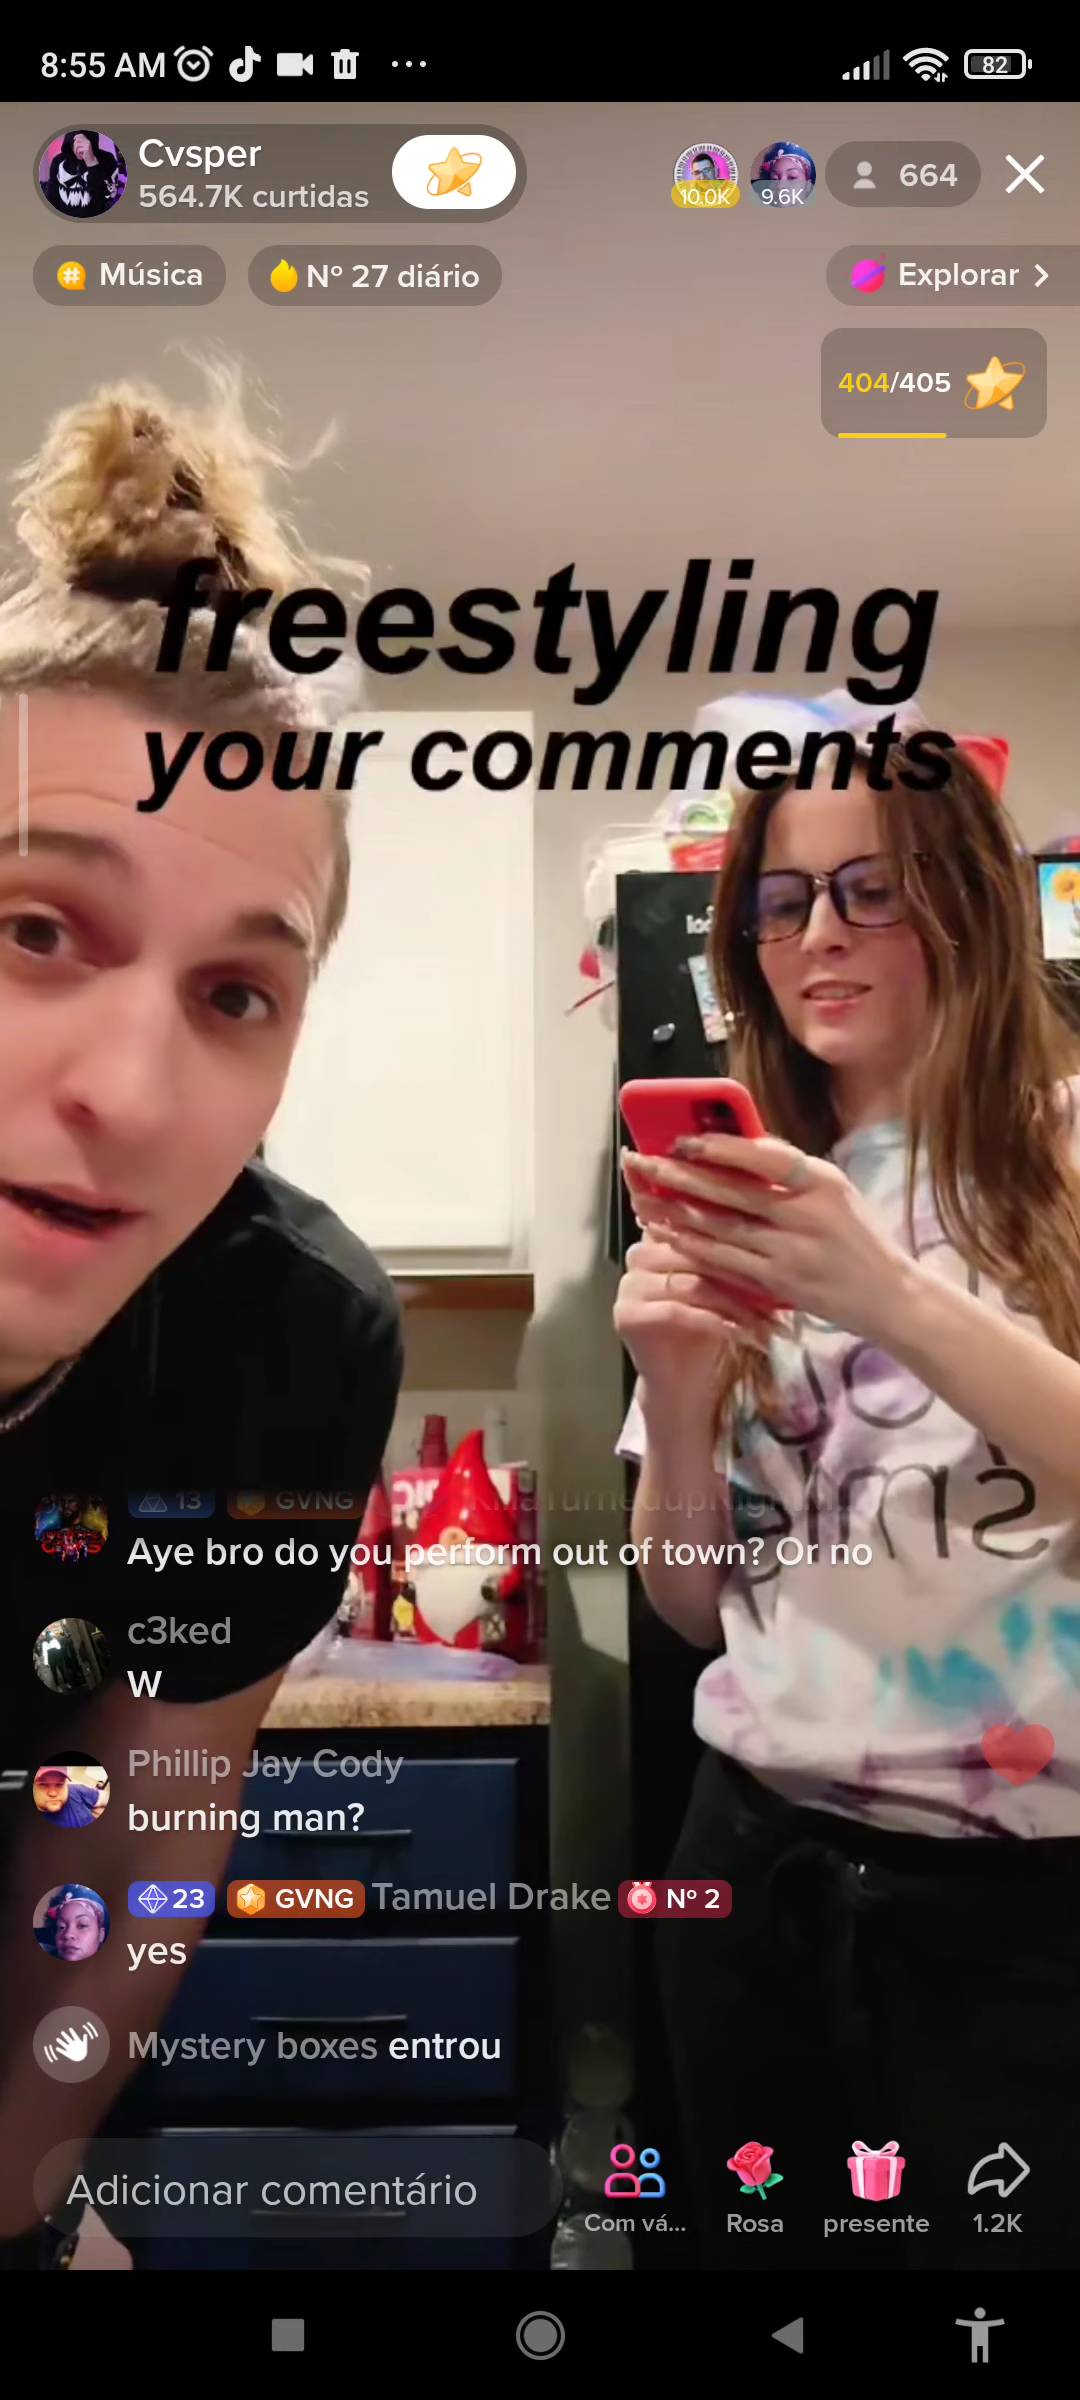 8:55 AM
82
Cvsper
564.7K curtidas
10.0K
9.6K
664
Música
Nº 27 diário
Explorar
404/405
freestyling
your comments
13 GVNG
Aye bro do you perform out of town? Or no
c3ked
W
Phillip Jay Cody
burning man?
23 GVNG Tamuel Drake Nº 2
yes
Mystery boxes entrou
Adicionar comentário
Com vá...
Rosa
presente
1.2K